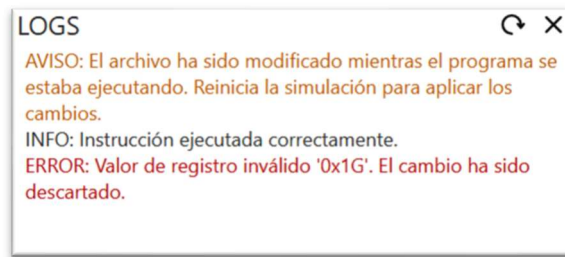 LOGS
AVISO: El archivo ha sido modificado mientras el programa se
estaba ejecutando. Reinicia la simulación para aplicar los
cambios.
INFO: Instrucción ejecutada correctamente.
ERROR: Valor de registro inválido '0x1G'. El cambio ha sido
descartado.